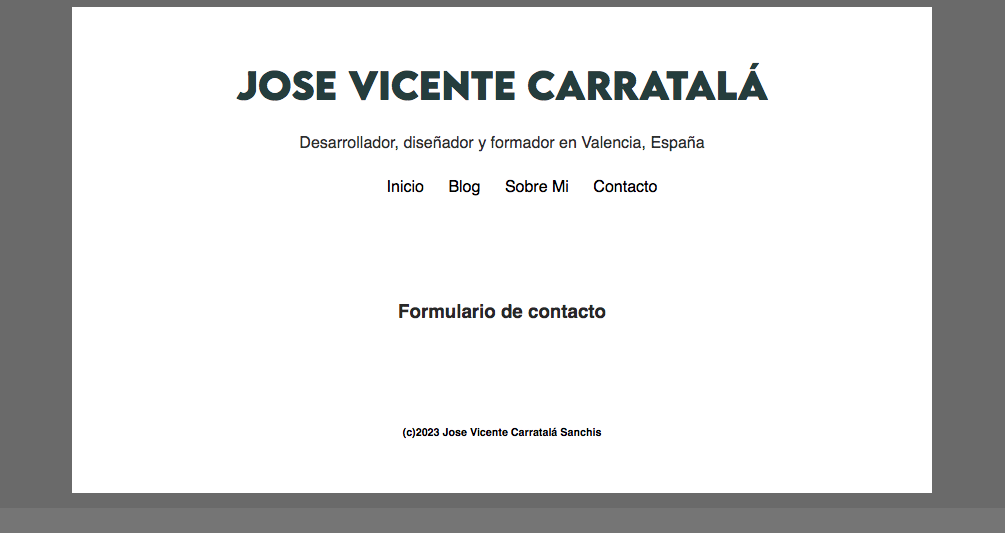 JOSE VICENTE CARRATALÁ
Desarrollador, diseñador y formador en Valencia, España
Inicio Blog Sobre Mi Contacto
Formulario de contacto
(c)2023 Jose Vicente Carratalá Sanchis